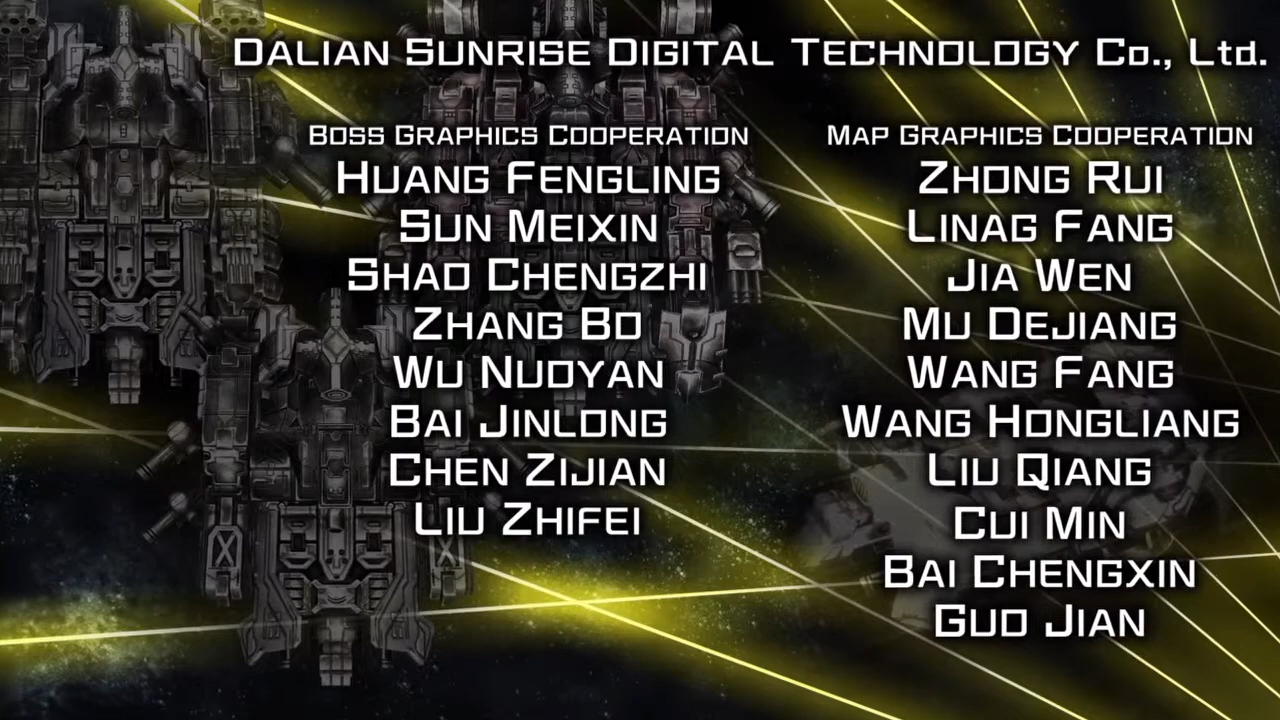 Dalian Sunrise Digital Technology Co., Ltd.
Boss Graphics Cooperation
Huang Fengling
Sun Meixin
Shao Chengzhi
Zhang Bo
Wu Nuoyan
Bai Jinlong
Chen Zijian
Liu Zhifei
Map Graphics Cooperation
Zhong Rui
Linag Fang
Jia Wen
Mu Dejiang
Wang Fang
Wang Hongliang
Liu Qiang
Cui Min
Bai Chengxin
Guo Jian